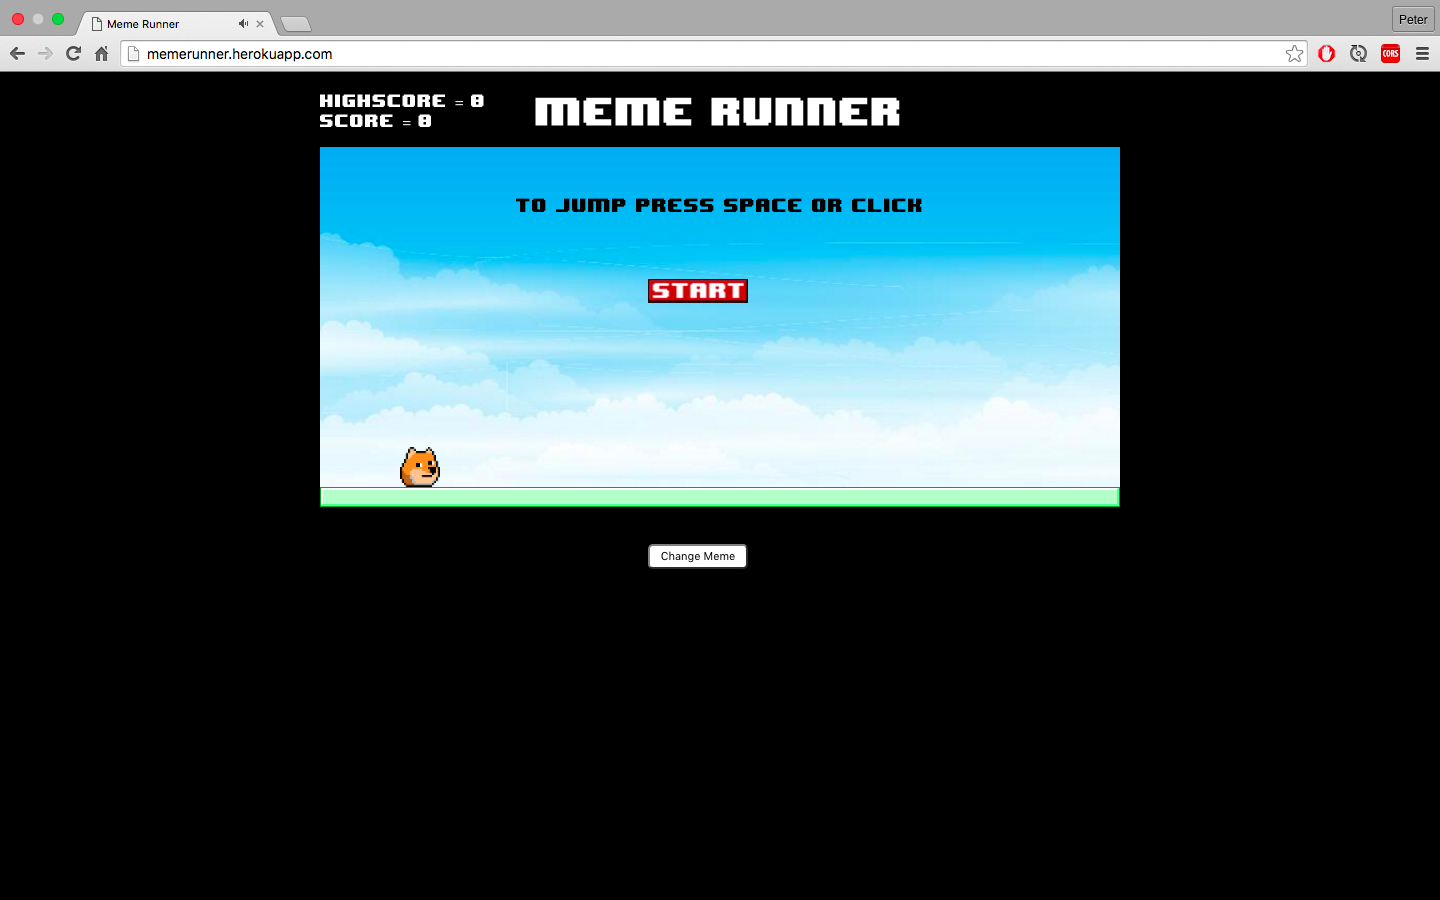 Meme Runner
Peter
memerunner.herokuapp.com
CORS
HIGHSCORE = 0
SCORE = 0
MEME RUNNER
TO JUMP PRESS SPACE OR CLICK
START
Change Meme